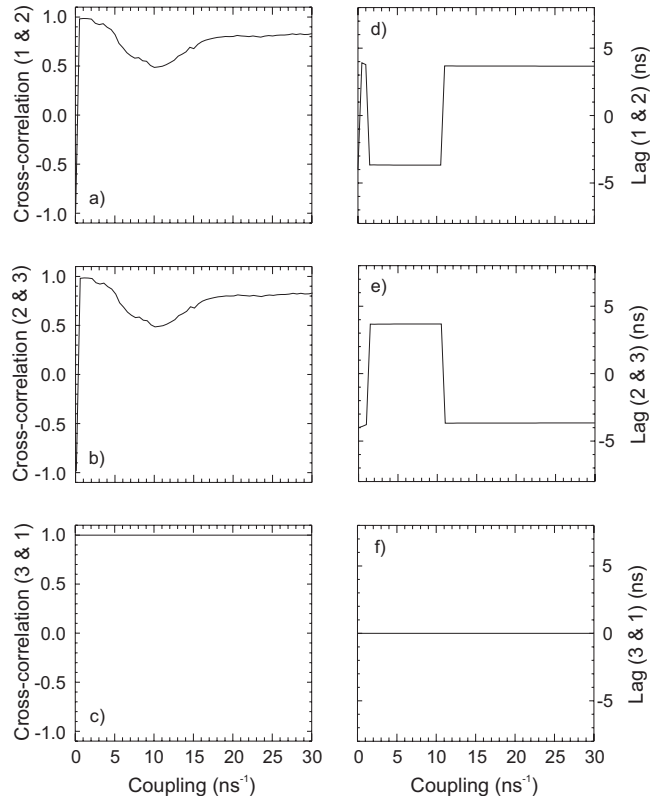 Cross-correlation (1 & 2)
1.0
0.5
0.0
-0.5
-1.0
a)
d)
5
0
-5
Lag (1 & 2) (ns)
Cross-correlation (2 & 3)
1.0
0.5
0.0
-0.5
-1.0
b)
e)
5
0
-5
Lag (2 & 3) (ns)
Cross-correlation (3 & 1)
1.0
0.5
0.0
-0.5
-1.0
c)
0 5 10 15 20 25 30
Coupling (ns⁻¹)
f)
5
0
-5
Lag (3 & 1) (ns)
0 5 10 15 20 25 30
Coupling (ns⁻¹)